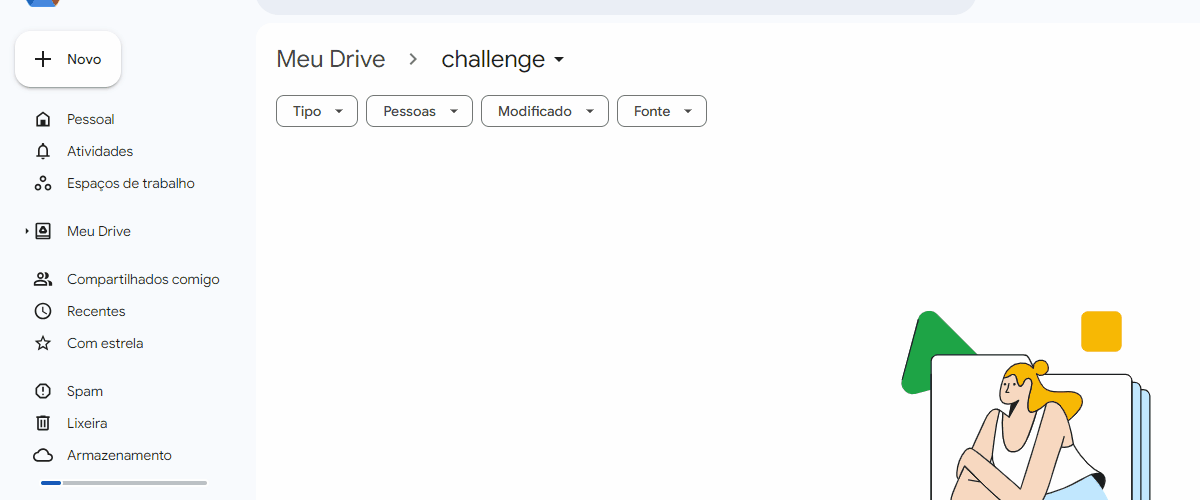 Novo
Pessoal
Atividades
Espaços de trabalho
Meu Drive
Compartilhados comigo
Recentes
Com estrela
Spam
Lixeira
Armazenamento
Meu Drive challenge
Tipo Pessoas Modificado Fonte